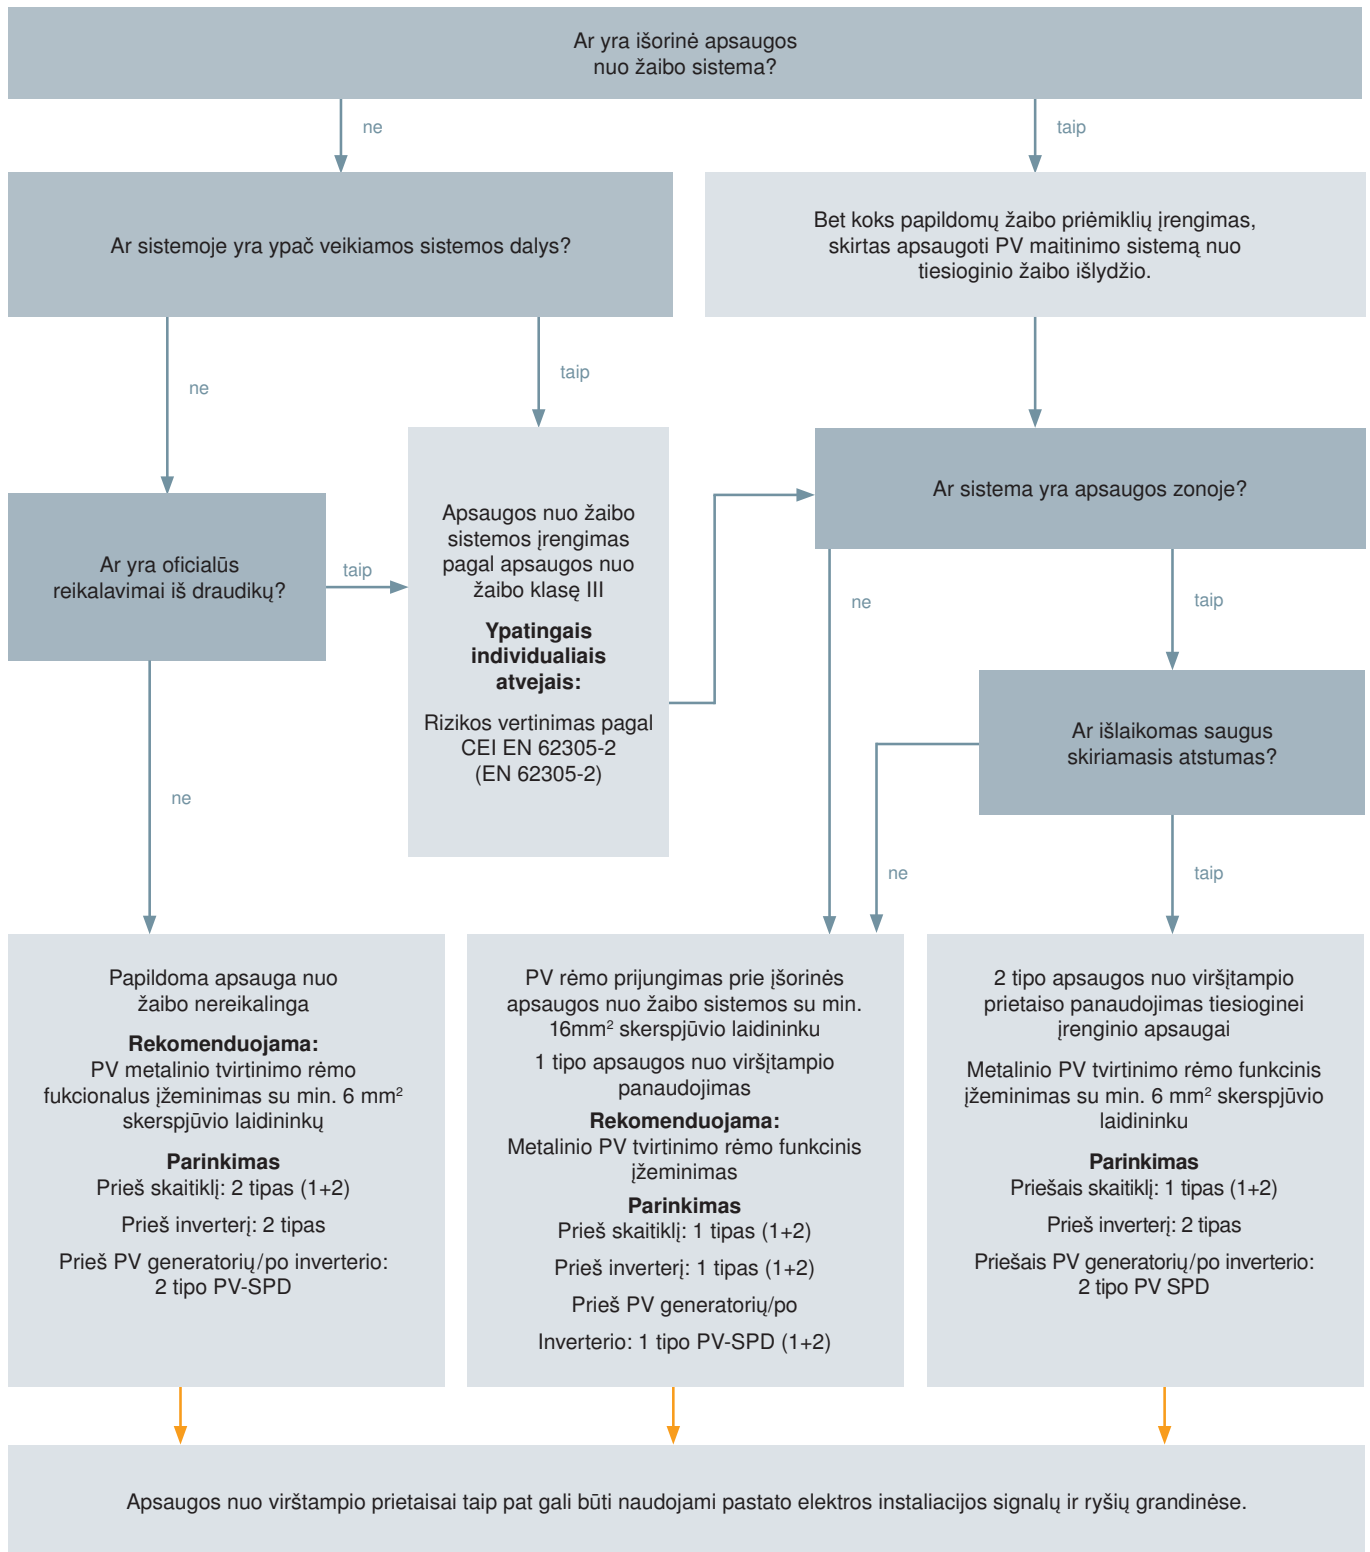 Ar yra išorinė apsaugos
nuo žaibo sistema?
ne
taip
Ar sistemoje yra ypač veikiamos sistemos dalys?
Bet koks papildomų žaibo priėmiklių įrengimas,
skirtas apsaugoti PV maitinimo sistemą nuo
tiesioginio žaibo išlydžio.
ne
taip
Ar yra oficialūs
reikalavimai iš draudikų?
taip
Apsaugos nuo žaibo
sistemos įrengimas
pagal apsaugos nuo
žaibo klasę III
Ypatingais
individualiais
atvejais:
Rizikos vertinimas pagal
CEI EN 62305-2
(EN 62305-2)
Ar sistema yra apsaugos zonoje?
ne
taip
Ar išlaikomas saugus
skiriamasis atstumas?
ne
ne
taip
Papildoma apsauga nuo
žaibo nereikalinga
Rekomenduojama:
PV metalinio tvirtinimo rėmo
fukcionalus įžeminimas su min. 6 mm²
skerspjūvio laidininkų
Parinkimas
Prieš skaitiklį: 2 tipas (1+2)
Prieš inverterį: 2 tipas
Prieš PV generatorių/po inverterio:
2 tipo PV-SPD
PV rėmo prijungimas prie įšorinės
apsaugos nuo žaibo sistemos su min.
16mm² skerspjūvio laidininku
1 tipo apsaugos nuo viršįtampio
panaudojimas
Rekomenduojama:
Metalinio PV tvirtinimo rėmo funkcinis
įžeminimas
Parinkimas
Prieš skaitiklį: 1 tipas (1+2)
Prieš inverterį: 1 tipas (1+2)
Prieš PV generatorių/po
Inverterio: 1 tipo PV-SPD (1+2)
2 tipo apsaugos nuo viršįtampio
prietaiso panaudojimas tiesioginei
įrenginio apsaugai
Metalinio PV tvirtinimo rėmo funkcinis
įžeminimas su min. 6 mm² skerspjūvio
laidininku
Parinkimas
Priešais skaitiklį: 1 tipas (1+2)
Prieš inverterį: 2 tipas
Priešais PV generatorių/po inverterio:
2 tipo PV SPD
Apsaugos nuo virštampio prietaisai taip pat gali būti naudojami pastato elektros instaliacijos signalų ir ryšių grandinėse.